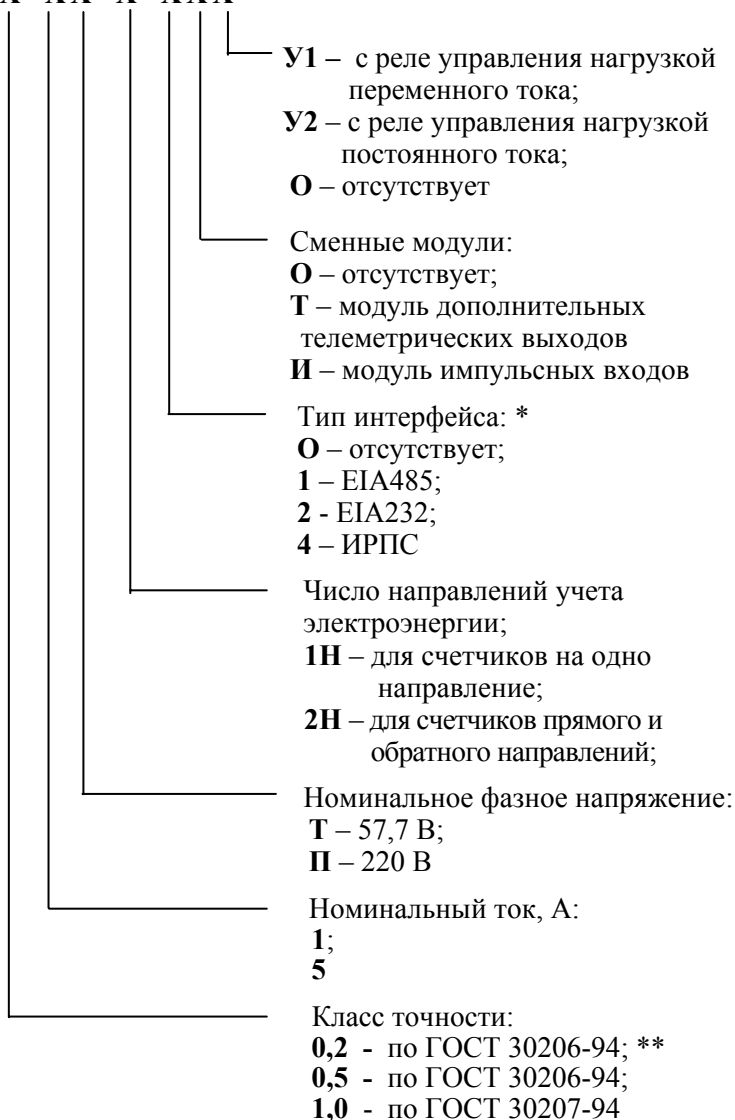 У1 – с реле управления нагрузкой
переменного тока;
У2 – с реле управления нагрузкой
постоянного тока;
О – отсутствует
Сменные модули:
О – отсутствует;
Т – модуль дополнительных
телеметрических выходов
И – модуль импульсных входов
Тип интерфейса: *
О – отсутствует;
1 – EIA485;
2 - EIA232;
4 – ИРПС
Число направлений учета
электроэнергии;
1Н – для счетчиков на одно
направление;
2Н – для счетчиков прямого и
обратного направлений;
Номинальное фазное напряжение:
Т – 57,7 В;
П – 220 В
Номинальный ток, А:
1;
5
Класс точности:
0,2 - по ГОСТ 30206-94; **
0,5 - по ГОСТ 30206-94;
1,0 - по ГОСТ 30207-94